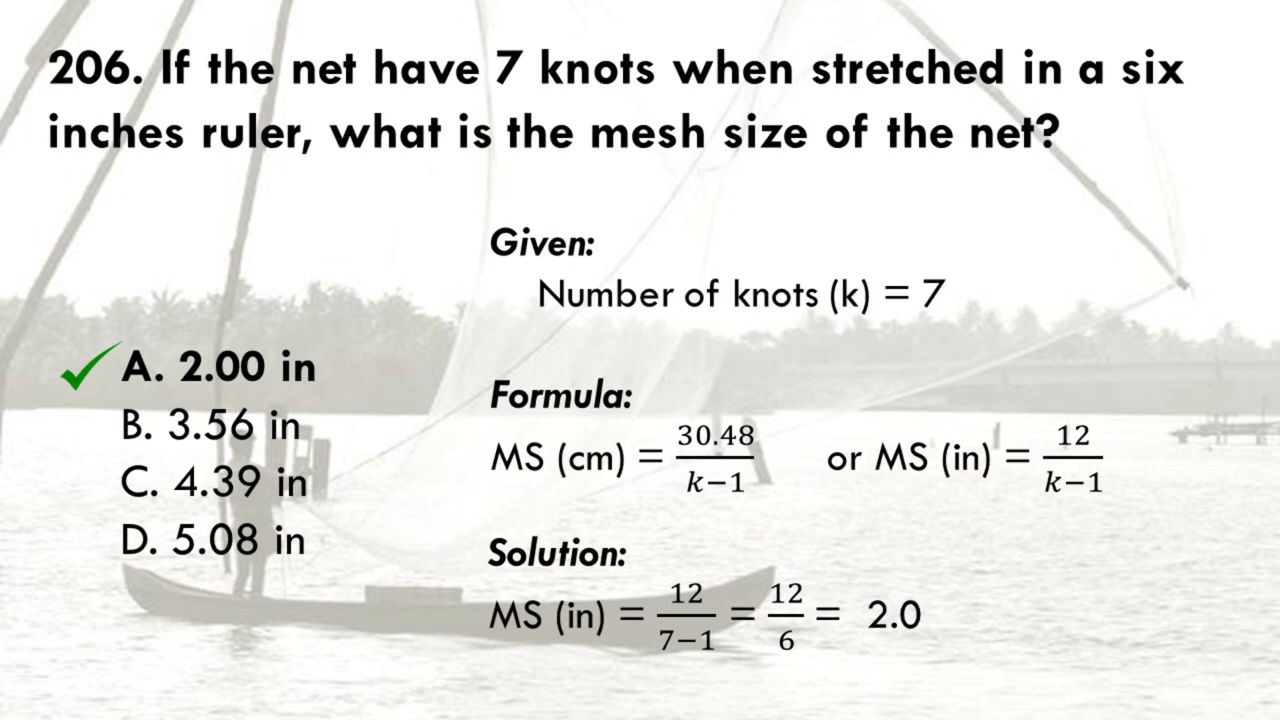 206. If the net have 7 knots when stretched in a six
inches ruler, what is the mesh size of the net?
Given:
Number of knots (k) = 7
A. 2.00 in
B. 3.56 in
C. 4.39 in
D. 5.08 in
Formula:
MS (cm) = 30.48/k−1 or MS (in) = 12/k−1
Solution:
MS (in) = 12/7−1 = 12/6 = 2.0